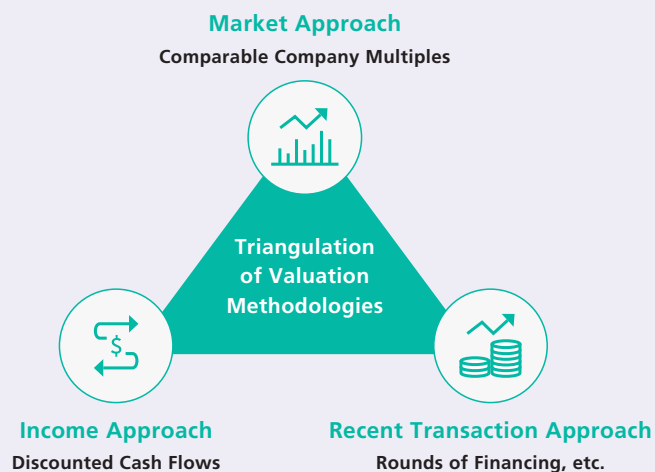 Market Approach
Comparable Company Multiples
Triangulation
of Valuation
Methodologies
$
Income Approach
Discounted Cash Flows
Recent Transaction Approach
Rounds of Financing, etc.